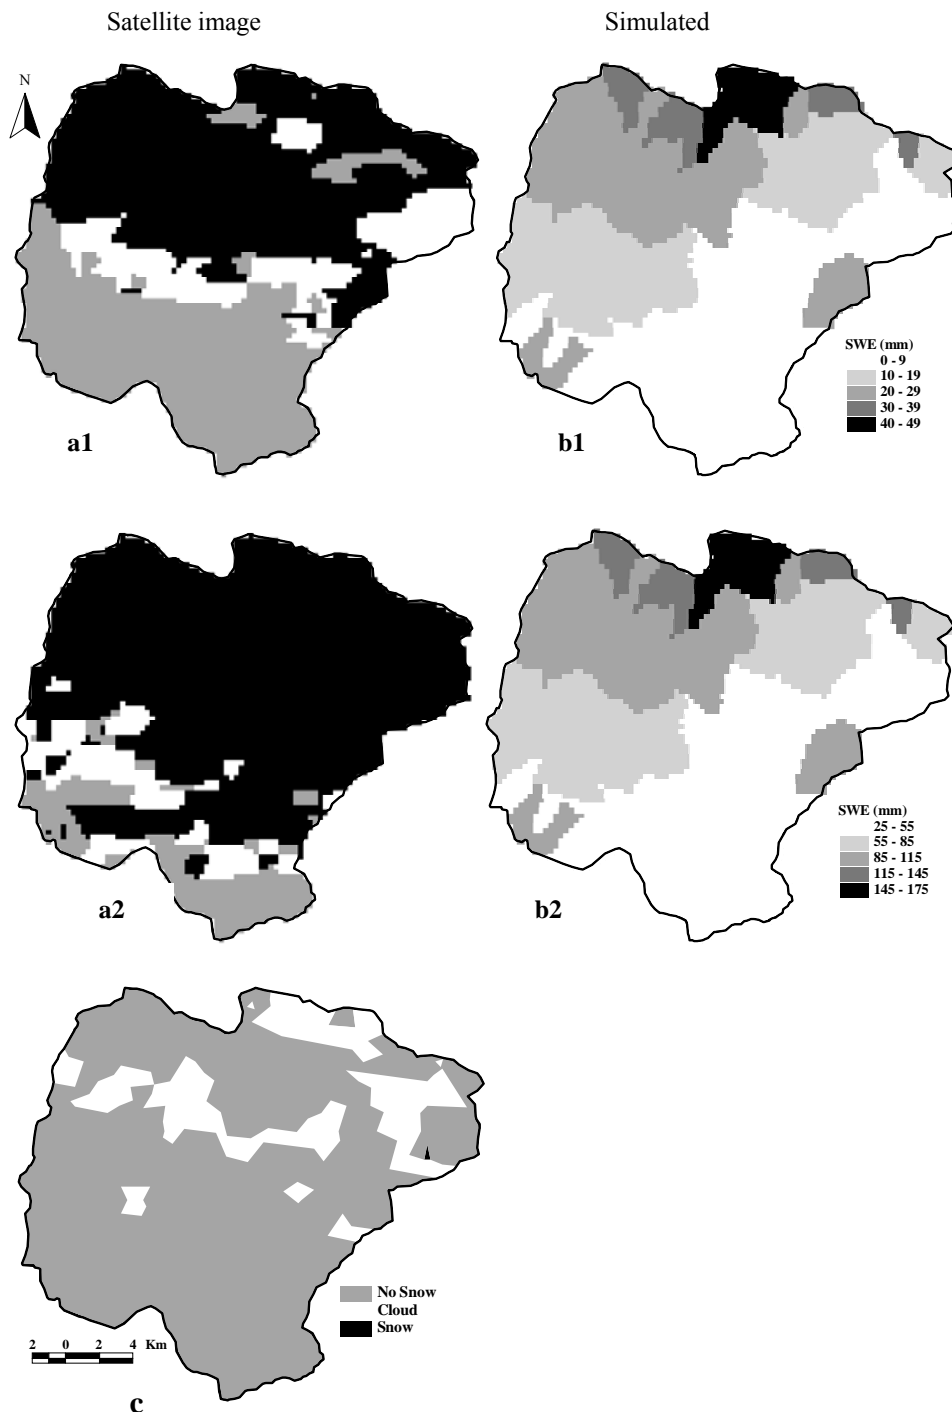 Satellite image
Simulated
N
SWE (mm)
0 - 9
10 - 19
20 - 29
30 - 39
40 - 49
a1
b1
SWE (mm)
25 - 55
55 - 85
85 - 115
115 - 145
145 - 175
a2
b2
No Snow
Cloud
Snow
2 0 2 4 Km
c